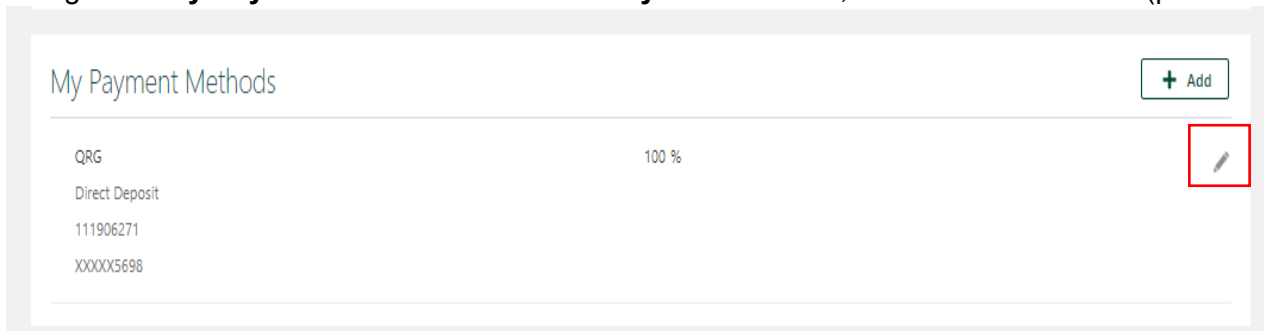 My Payment Methods
+ Add
QRG 100 %
Direct Deposit
111906271
XXXXX5698